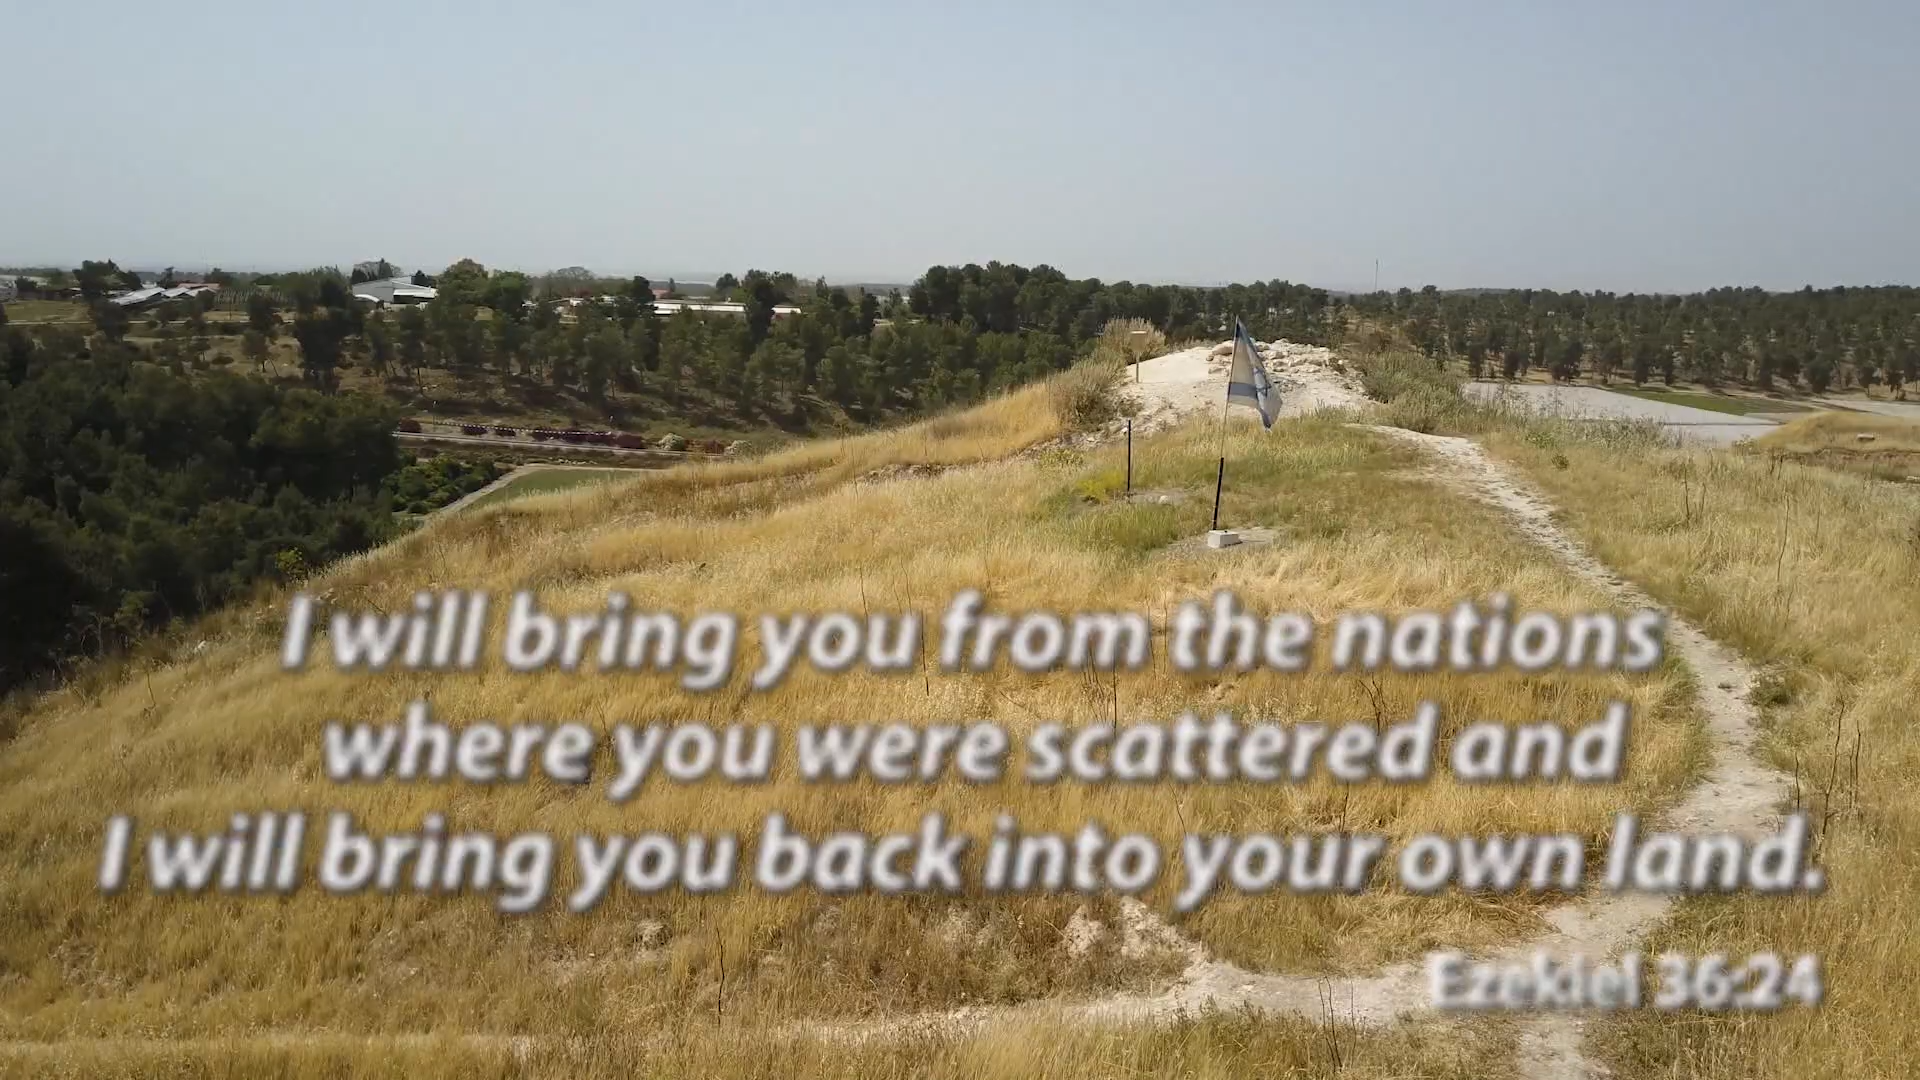 I will bring you from the nations
where you were scattered and
I will bring you back into your own land.
Ezekiel 36:24